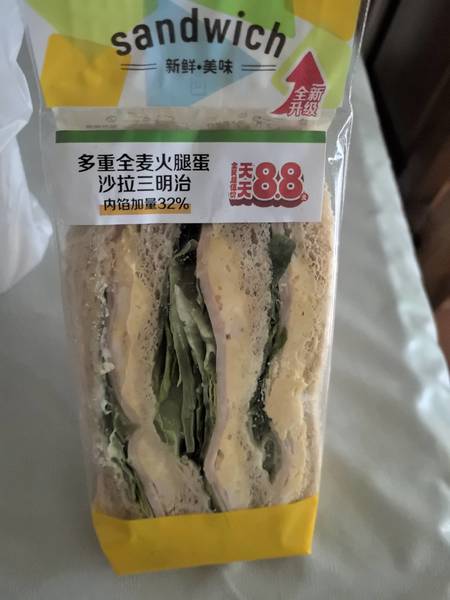 sandwich
新鲜·美味
全新
升级
多重全麦火腿蛋
沙拉三明治
内馅加量32%
天天
8.8